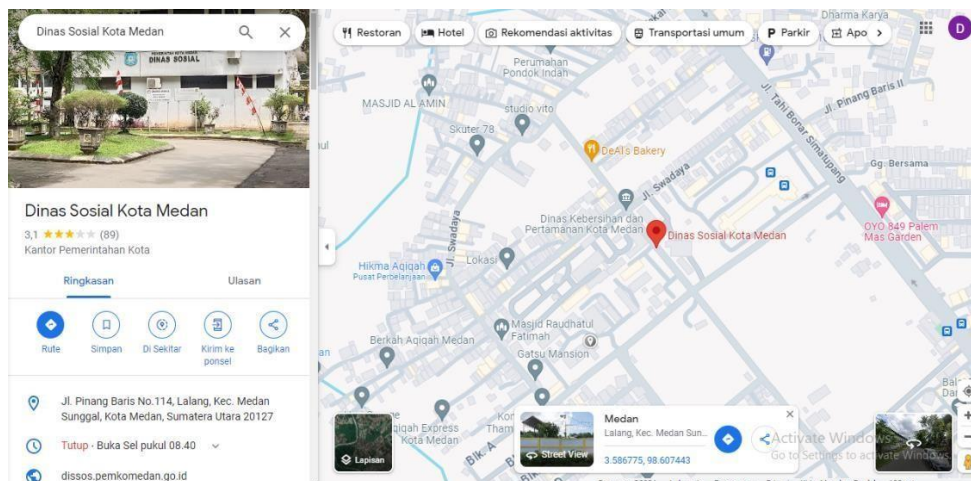 Dinas Sosial Kota Medan
DINAS SOSIAL
Dinas Sosial Kota Medan
3,1 (89)
Kantor Pemerintahan Kota
Ringkasan
Ulasan
Rute
Simpan
Di Sekitar
Kirim ke
ponsel
Bagikan
Jl. Pinang Baris No.114, Lalang, Kec. Medan
Sunggal, Kota Medan, Sumatera Utara 20127
Tutup · Buka Sel pukul 08.40
dissos.pemkomedan.go.id
Restoran
Hotel
Rekomendasi aktivitas
Transportasi umum
P Parkir
Apo
D
Dharma Karya
Perumahan
Pondok Indah
MASJID AL AMIN
studio vito
Skuter 78
DeAl's Bakery
Jl. Tahi Bonar Simatupang
Jl. Pinang Baris II
Gg. Bersama
Jl. Swadaya
Dinas Kebersihan dan
Pertamanan Kota Medan
Dinas Sosial Kota Medan
OYO 849 Palem
Mas Garden
Jl. Swadaya
Lokasi
Hikma Aqiqah
Pusat Perbelanjaan
Masjid Raudhatul
Fatimah
Berkah Aqiqah Medan
Gatsu Mansion
qiqah Express
Kota Medan
Blk. A
Lapisan
Street View
Medan
Lalang, Kec. Medan Sun...
3.586775, 98.607443
Activate Windows
Go to Settings to activate Windows.